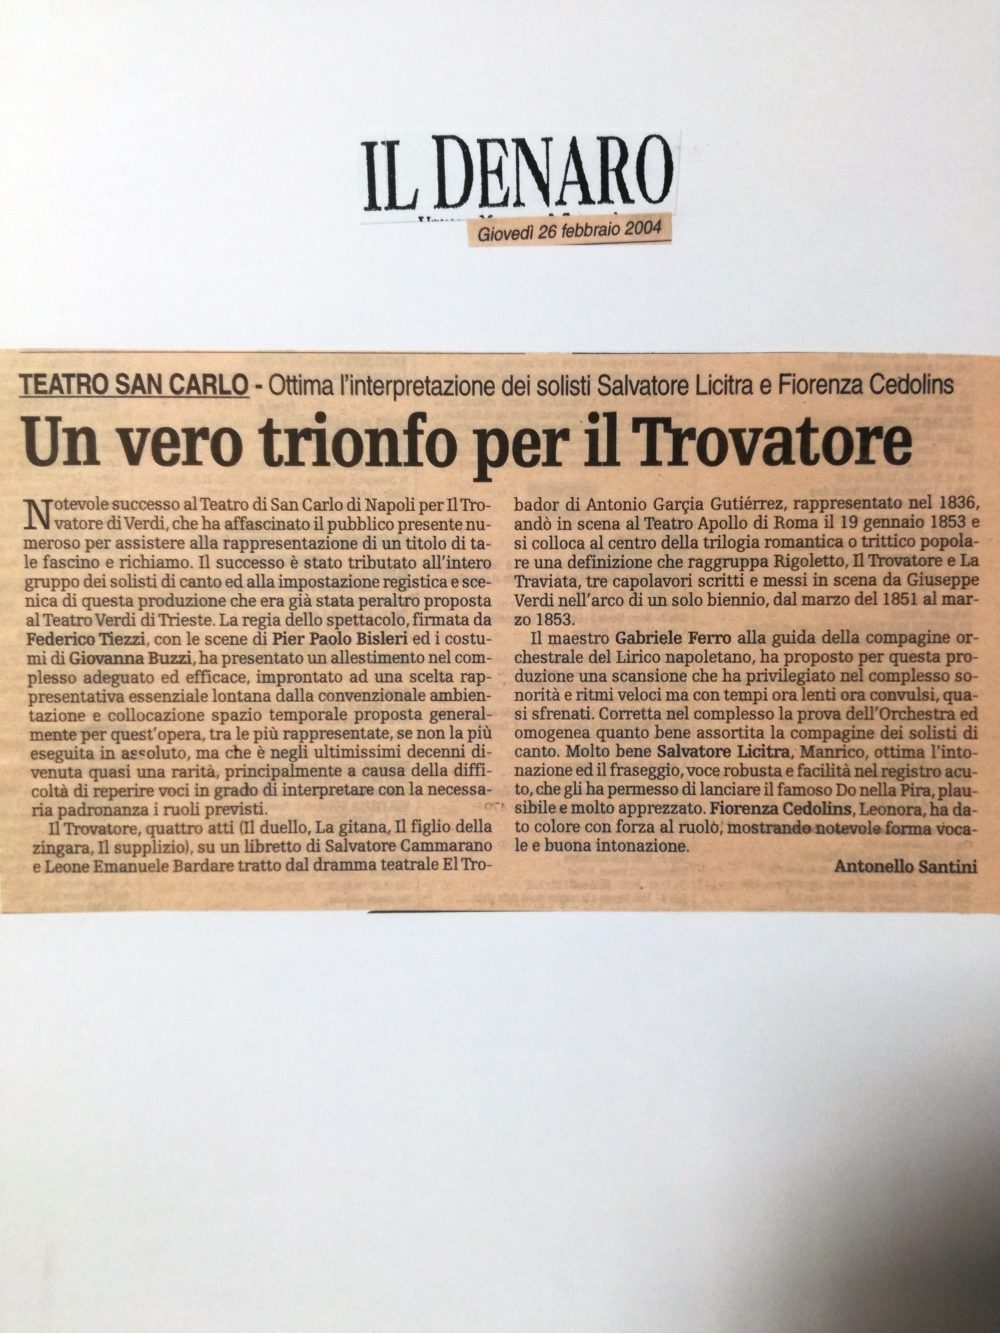 IL DENARO
Giovedì 26 febbraio 2004
TEATRO SAN CARLO - Ottima l'interpretazione dei solisti Salvatore Licitra e Fiorenza Cedolins
Un vero trionfo per il Trovatore
Notevole successo al Teatro di San Carlo di Napoli per Il Tro-
vatore di Verdi, che ha affascinato il pubblico presente nu-
meroso per assistere alla rappresentazione di un titolo di ta-
le fascino e richiamo. Il successo è stato tributato all'intero
gruppo dei solisti di canto ed alla impostazione registica e sce-
nica di questa produzione che era già stata peraltro proposta
al Teatro Verdi di Trieste. La regia dello spettacolo, firmata da
Federico Tiezzi, con le scene di Pier Paolo Bisleri ed i costu-
mi di Giovanna Buzzi, ha presentato un allestimento nel com-
plesso adeguato ed efficace, improntato ad una scelta rap-
presentativa essenziale lontana dalla convenzionale ambien-
tazione e collocazione spazio temporale proposta general-
mente per quest'opera, tra le più rappresentate, se non la più
eseguita in assoluto, ma che è negli ultimissimi decenni di-
venuta quasi una rarità, principalmente a causa della diffi-
coltà di reperire voci in grado di interpretare con la necessa-
ria padronanza i ruoli previsti.
Il Trovatore, quattro atti (Il duello, La gitana, Il figlio della
zingara, Il supplizio), su un libretto di Salvatore Cammarano
e Leone Emanuele Bardare tratto dal dramma teatrale El Tro-
bador di Antonio Garçia Gutiérrez, rappresentato nel 1836,
andò in scena al Teatro Apollo di Roma il 19 gennaio 1853 e
si colloca al centro della trilogia romantica o trittico popola-
re una definizione che raggruppa Rigoletto, Il Trovatore e La
Traviata, tre capolavori scritti e messi in scena da Giuseppe
Verdi nell'arco di un solo biennio, dal marzo del 1851 al mar-
zo 1853.
Il maestro Gabriele Ferro alla guida della compagine or-
chestrale del Lirico napoletano, ha proposto per questa pro-
duzione una scansione che ha privilegiato nel complesso so-
norità e ritmi veloci ma con tempi ora lenti ora convulsi, qua-
si sfrenati. Corretta nel complesso la prova dell'Orchestra ed
omogenea quanto bene assortita la compagine dei solisti di
canto. Molto bene Salvatore Licitra, Manrico, ottima l'into-
nazione ed il fraseggio, voce robusta e facilità nel registro acu-
to, che gli ha permesso di lanciare il famoso Do nella Pira, plau-
sibile e molto apprezzato. Fiorenza Cedolins, Leonora, ha da-
to colore con forza al ruolo, mostrando notevole forma voca-
le e buona intonazione.
Antonello Santini